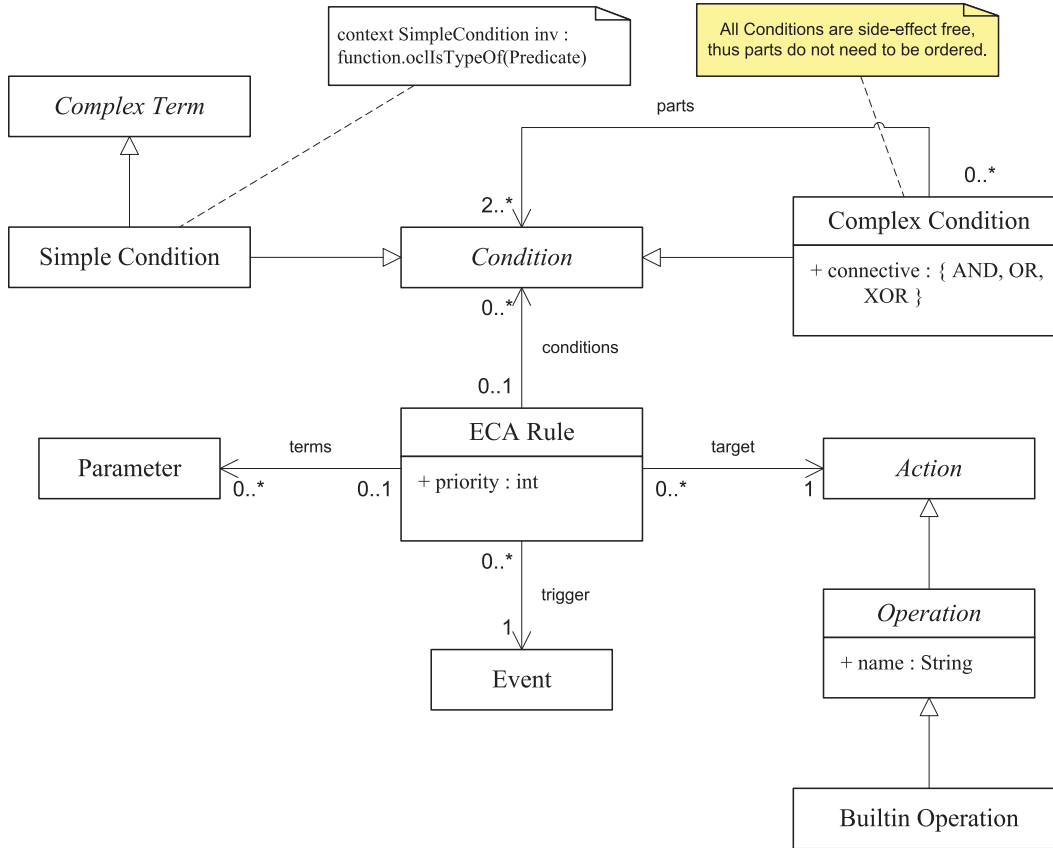 context SimpleCondition inv :
function.oclIsTypeOf(Predicate)
All Conditions are side-effect free,
thus parts do not need to be ordered.
Complex Term
parts
0..*
2..*
Simple Condition
Condition
Complex Condition
+ connective : { AND, OR,
XOR }
0..*
conditions
0..1
ECA Rule
+ priority : int
Parameter
terms
0..*
0..1
target
0..*
1
Action
0..*
trigger
1
Event
Operation
+ name : String
Builtin Operation